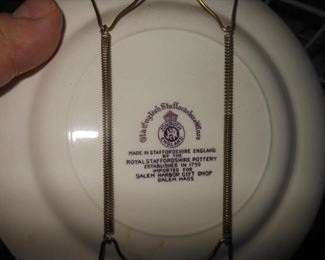 Old English Staffordshire Ware
ENGLAND
MADE IN STAFFORDSHIRE ENGLAND
BY THE
ROYAL STAFFORDSHIRE POTTERY
ESTABLISHED IN 1750
IMPORTED FOR
SALEM HARBOR GIFT SHOP
SALEM MASS